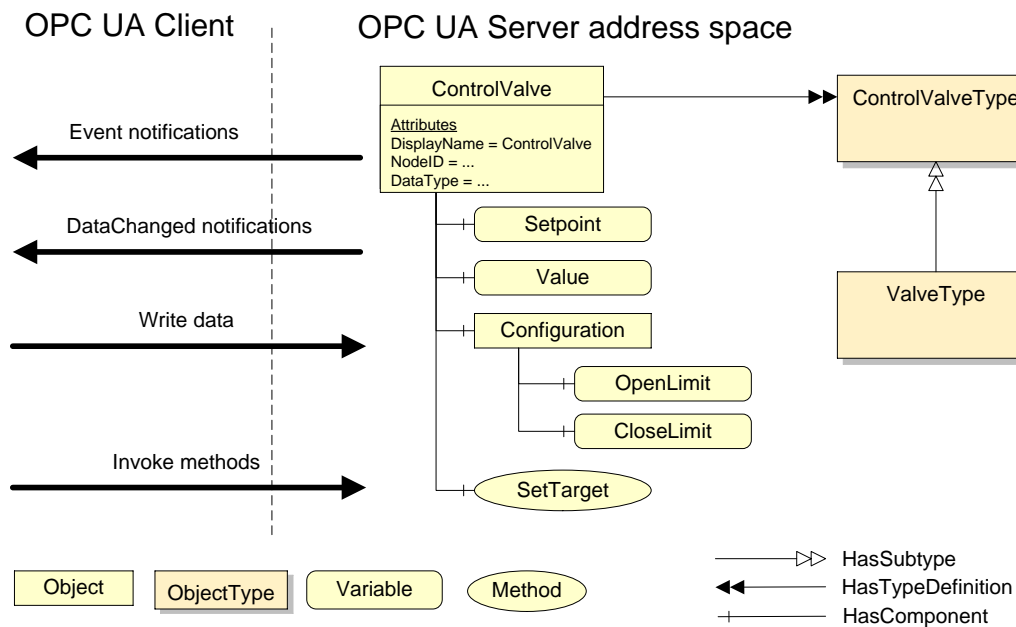 OPC UA Client
OPC UA Server address space
ControlValve
Attributes
DisplayName = ControlValve
NodeID = ...
DataType = ...
ControlValveType
Event notifications
DataChanged notifications
Setpoint
Value
ValveType
Write data
Configuration
OpenLimit
CloseLimit
Invoke methods
SetTarget
Object
ObjectType
Variable
Method
HasSubtype
HasTypeDefinition
HasComponent